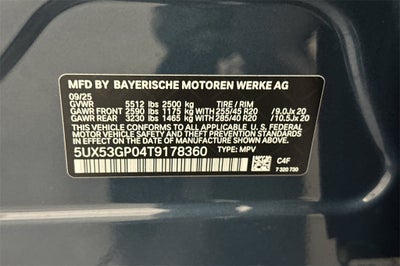 MFD BY BAYERISCHE MOTOREN WERKE AG
09/25
GVWR 5512 lbs 2500 kg TIRE / RIM
GAWR FRONT 2590 lbs 1175 kg WITH 255/45 R20 /9.0Jx 20
GAWR REAR 3230 lbs 1465 kg WITH 285/40 R20 /10.5Jx 20
THIS VEHICLE CONFORMS TO ALL APPLICABLE U.S. FEDERAL
MOTOR VEHICLE SAFETY, BUMPER, AND THEFT PREVENTION
STANDARDS IN EFFECT ON THE DATE OF MANUFACTURE SHOWN ABOVE.
5UX53GP04T9178360 TYPE: MPV C4F
7 320 730